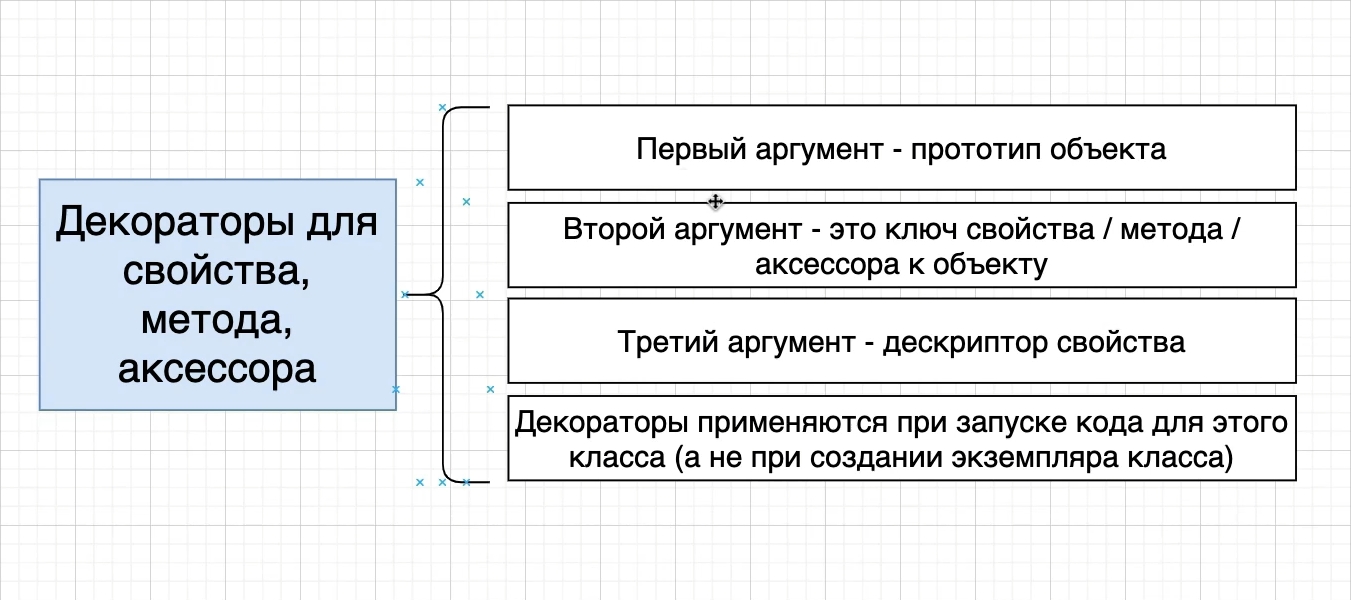 Декораторы для
свойства,
метода,
аксессора
Первый аргумент - прототип объекта
Второй аргумент - это ключ свойства / метода /
аксессора к объекту
Третий аргумент - дескриптор свойства
Декораторы применяются при запуске кода для этого
класса (а не при создании экземпляра класса)